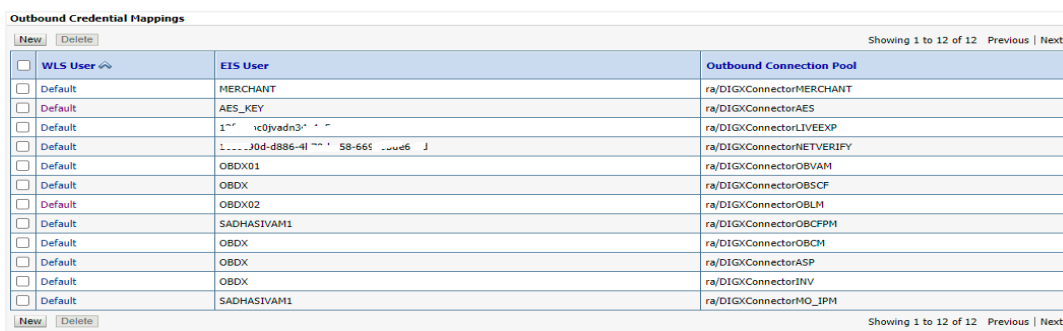 Outbound Credential Mappings
New Delete Showing 1 to 12 of 12 Previous | Next
WLS User EIS User Outbound Connection Pool
Default MERCHANT ra/DIGXConnectorMERCHANT
Default AES_KEY ra/DIGXConnectorAES
Default ra/DIGXConnectorLIVEEXP
Default ra/DIGXConnectorNETVERIFY
Default OBDX01 ra/DIGXConnectorOBVAM
Default OBDX ra/DIGXConnectorOBSCF
Default OBDX02 ra/DIGXConnectorOBLM
Default SADHASIVAM1 ra/DIGXConnectorOBCFPM
Default OBDX ra/DIGXConnectorOBCM
Default OBDX ra/DIGXConnectorASP
Default OBDX ra/DIGXConnectorINV
Default SADHASIVAM1 ra/DIGXConnectorMO_IPM
New Delete Showing 1 to 12 of 12 Previous | Next